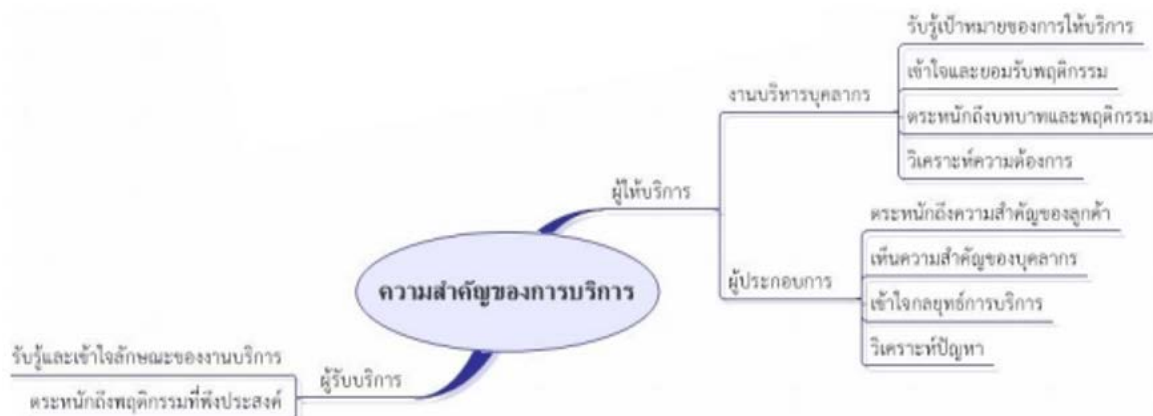 รับรู้เป้าหมายของการให้บริการ
เข้าใจและยอมรับพฤติกรรม
งานบริหารบุคลากร
ตระหนักถึงบทบาทและพฤติกรรม
วิเคราะห์ความต้องการ
ผู้ให้บริการ
ตระหนักถึงความสำคัญของลูกค้า
เห็นความสำคัญของบุคลากร
ผู้ประกอบการ
เข้าใจกลยุทธ์การบริการ
วิเคราะห์ปัญหา
ความสำคัญของการบริการ
รับรู้และเข้าใจลักษณะของงานบริการ
ผู้รับบริการ
ตระหนักถึงพฤติกรรมที่พึงประสงค์